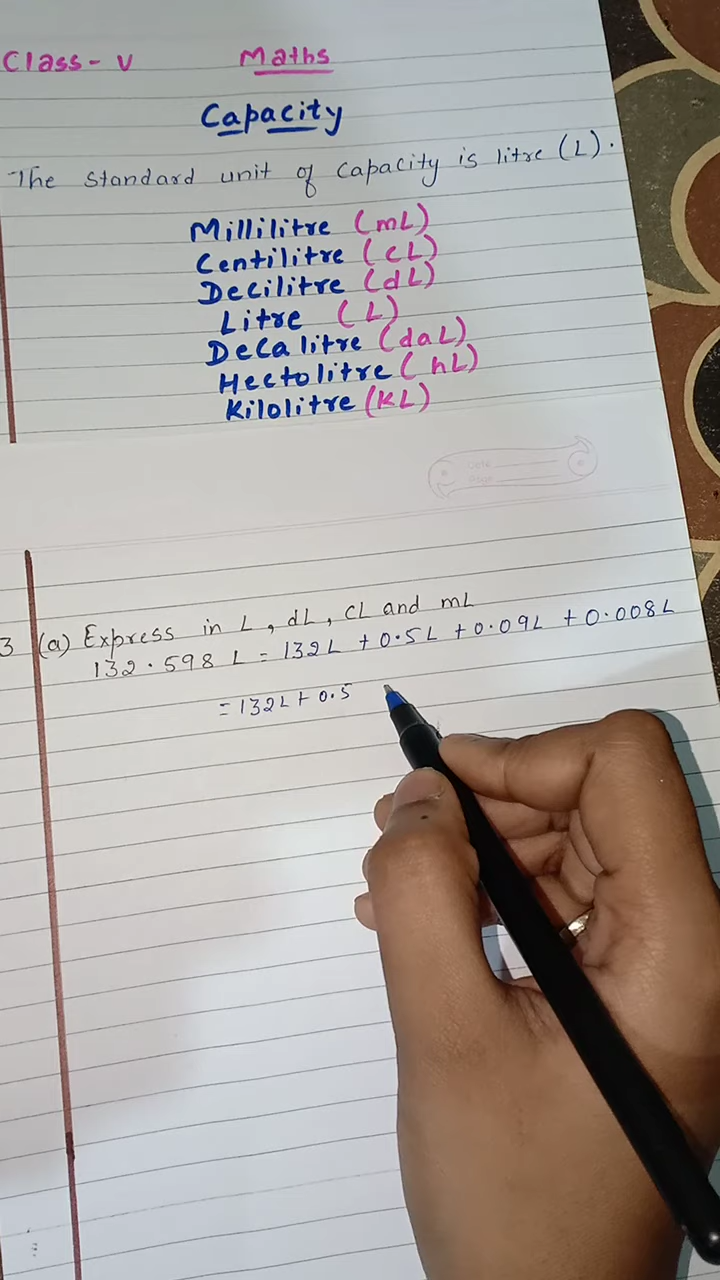 Class - V Maths
Capacity
The standard unit of capacity is litre (L).
Millilitre (mL)
Centilitre (cL)
Decilitre (dL)
Litre (L)
Decalitre (daL)
Hectolitre (hL)
Kilolitre (KL)
Date
Page
3 (a) Express in L, dL, CL and mL
132.598 L = 132L + 0.5L + 0.09L + 0.008L
= 132L + 0.5